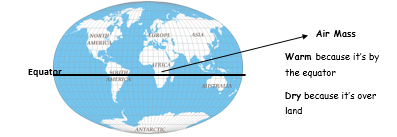 NORTH
AMERICA
EUROPE
ASIA
AFRICA
SOUTH
AMERICA
AUSTRALIA
ANTARCTIC
Equator
Air Mass
Warm because it's by
the equator
Dry because it's over
land